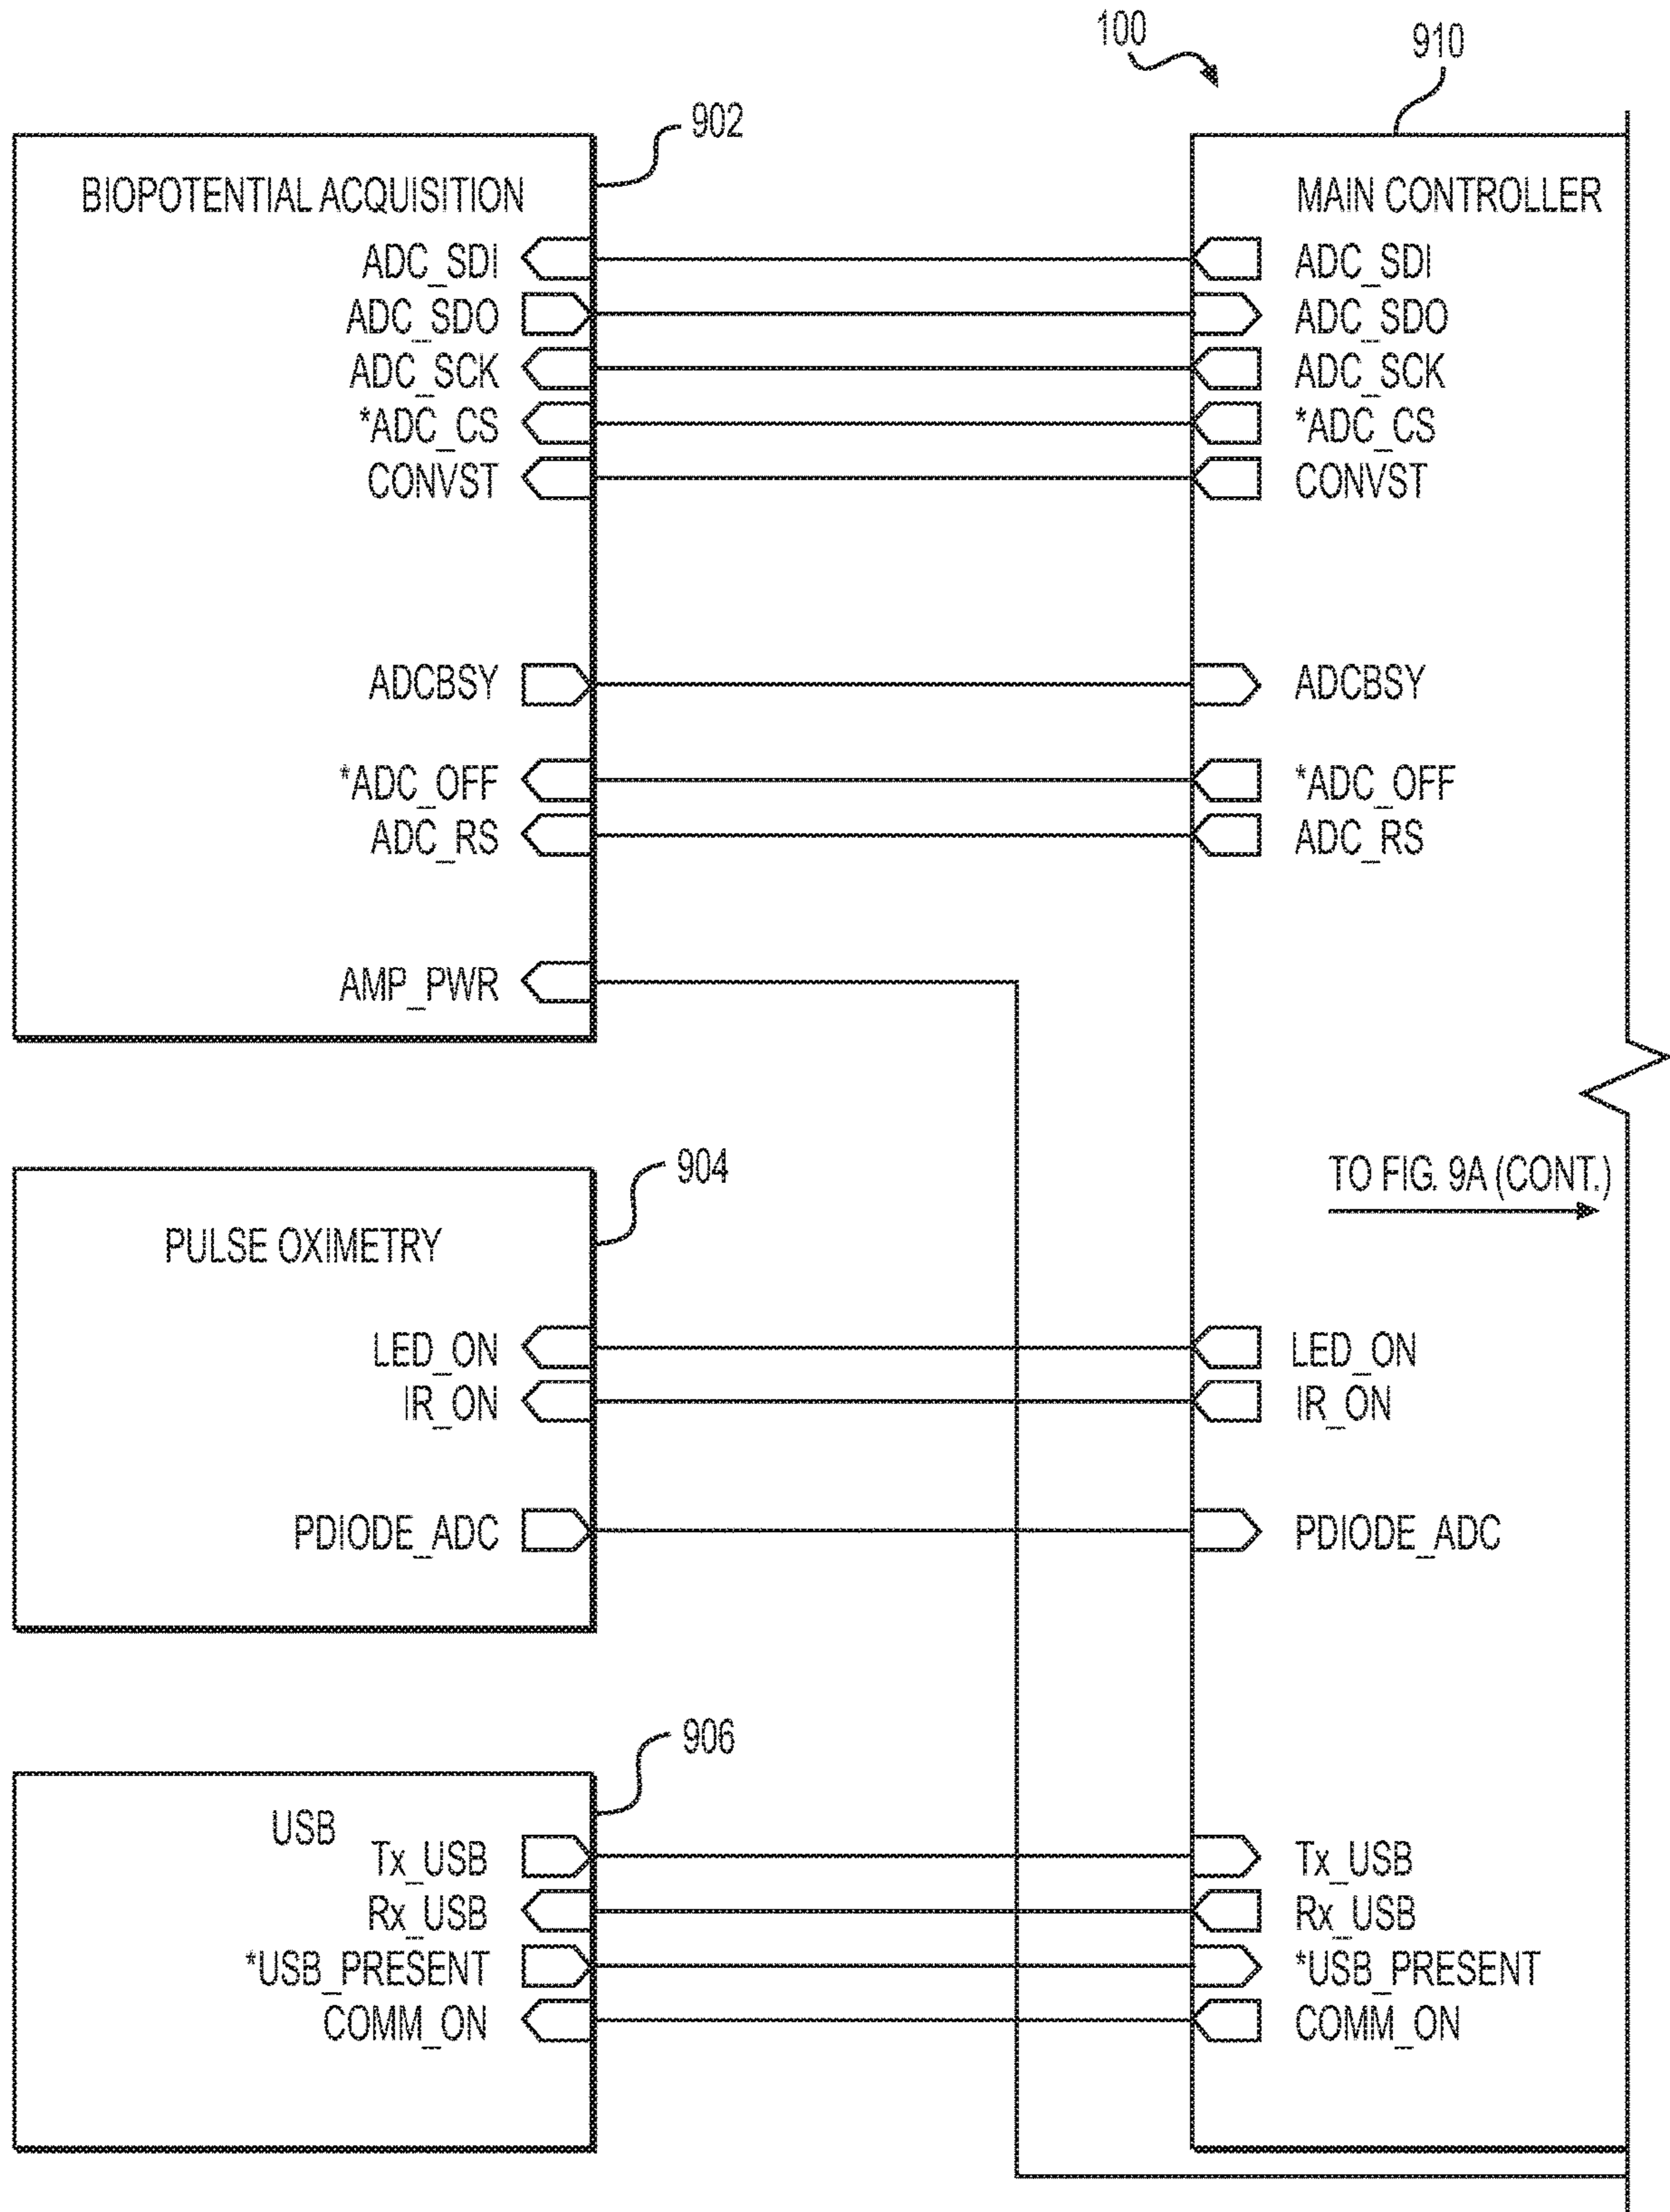 100
910
902
BIOPOTENTIAL ACQUISITION
MAIN CONTROLLER
ADC_SDI
ADC_SDI
ADC_SDO
ADC_SDO
ADC_SCK
ADC_SCK
*ADC_CS
*ADC_CS
CONVST
CONVST
ADCBSY
ADCBSY
*ADC_OFF
*ADC_OFF
ADC_RS
ADC_RS
AMP_PWR
904
TO FIG. 9A (CONT.)
PULSE OXIMETRY
LED_ON
LED_ON
IR_ON
IR_ON
PDIODE_ADC
PDIODE_ADC
906
USB
Tx_USB
Tx_USB
Rx_USB
Rx_USB
*USB_PRESENT
*USB_PRESENT
COMM_ON
COMM_ON